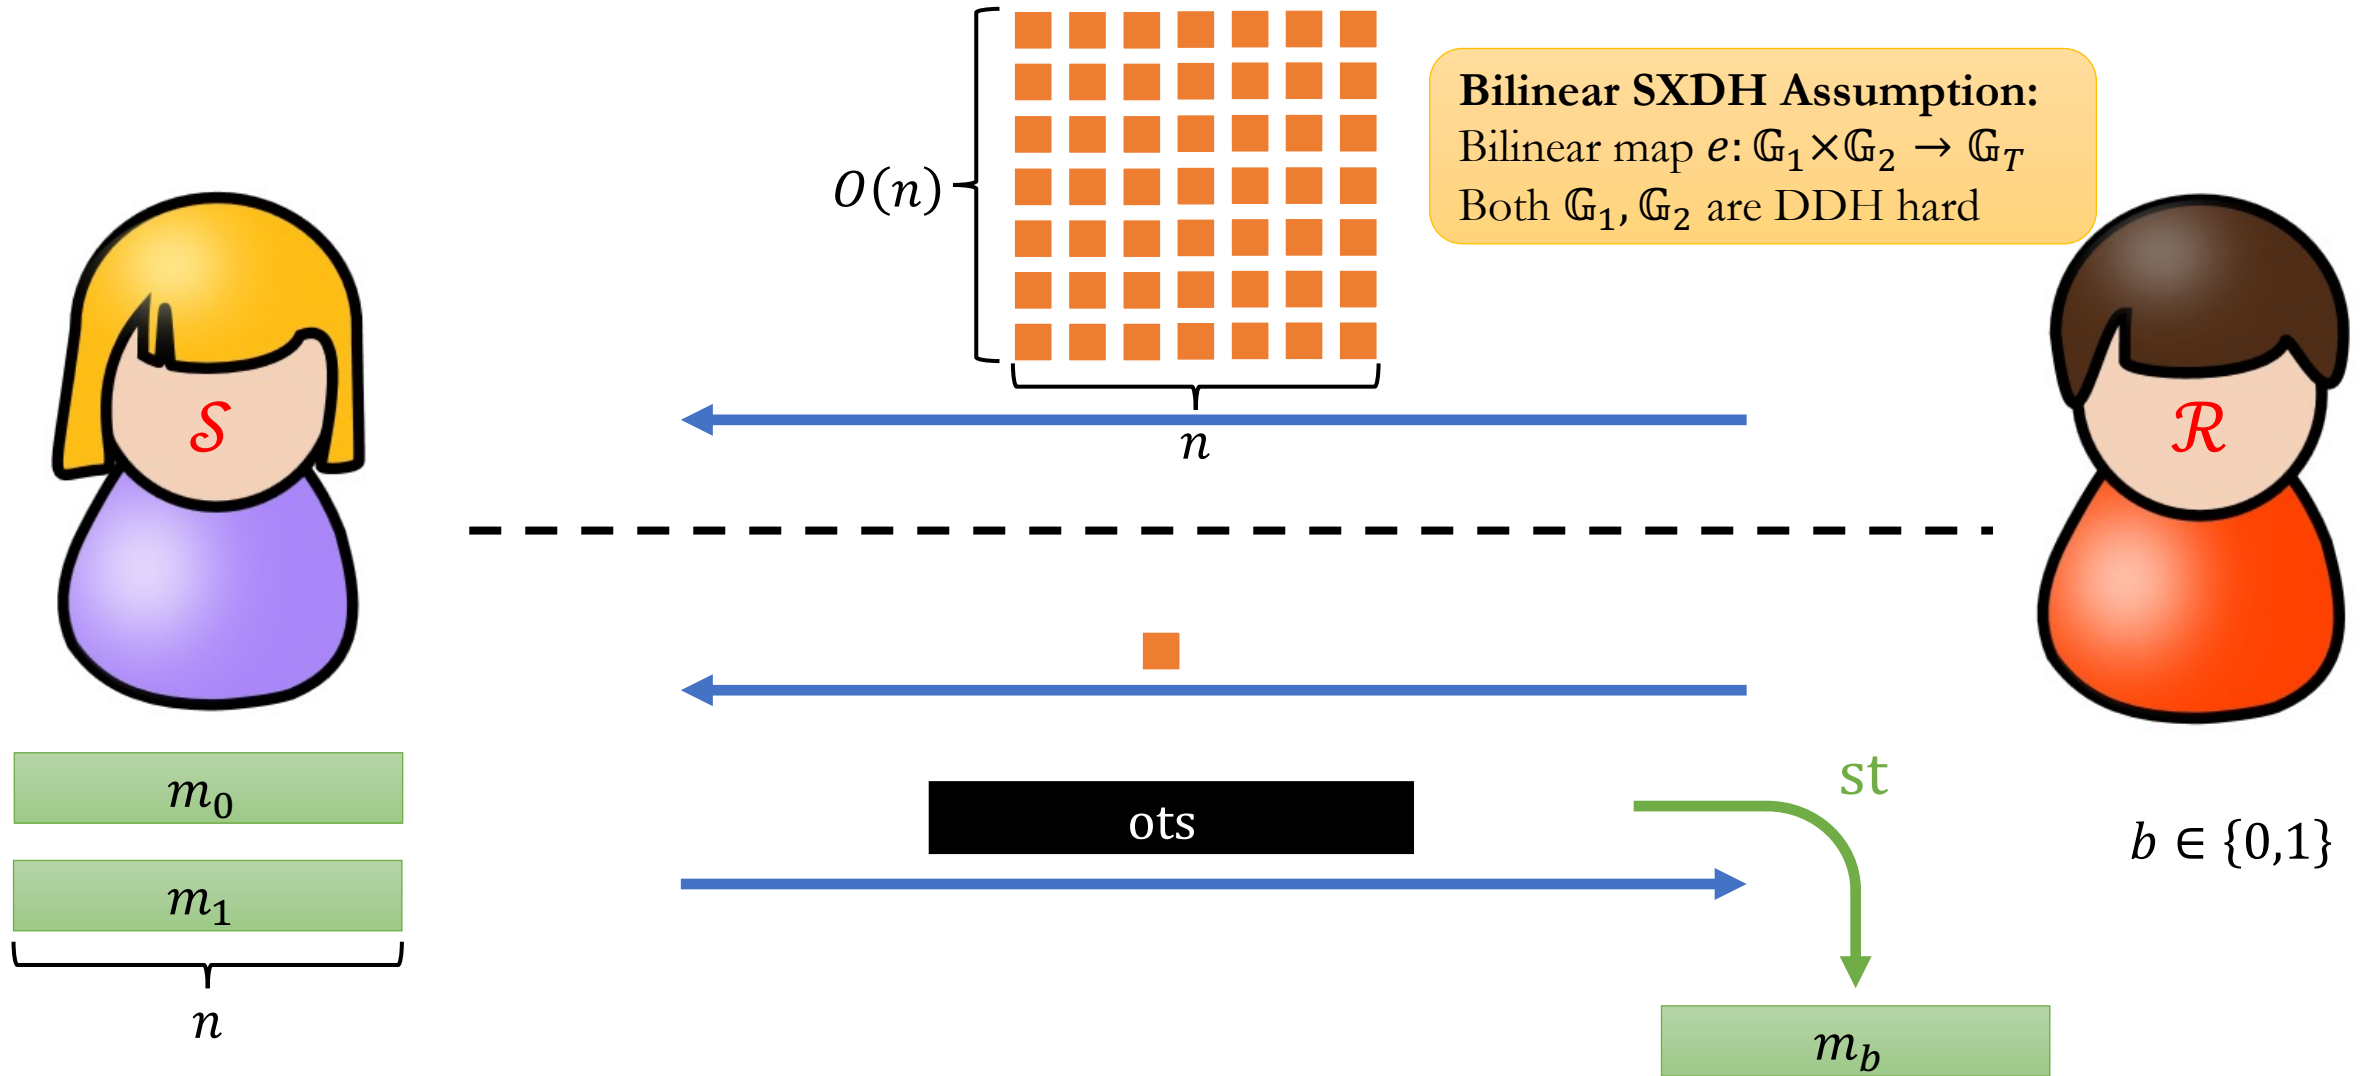 Bilinear SXDH Assumption:
Bilinear map e: 𝔾₁×𝔾₂ → 𝔾_T
Both 𝔾₁, 𝔾₂ are DDH hard
O(n)
𝒮
ℛ
n
m₀
ots
st
b ∈ {0,1}
m₁
n
m_b